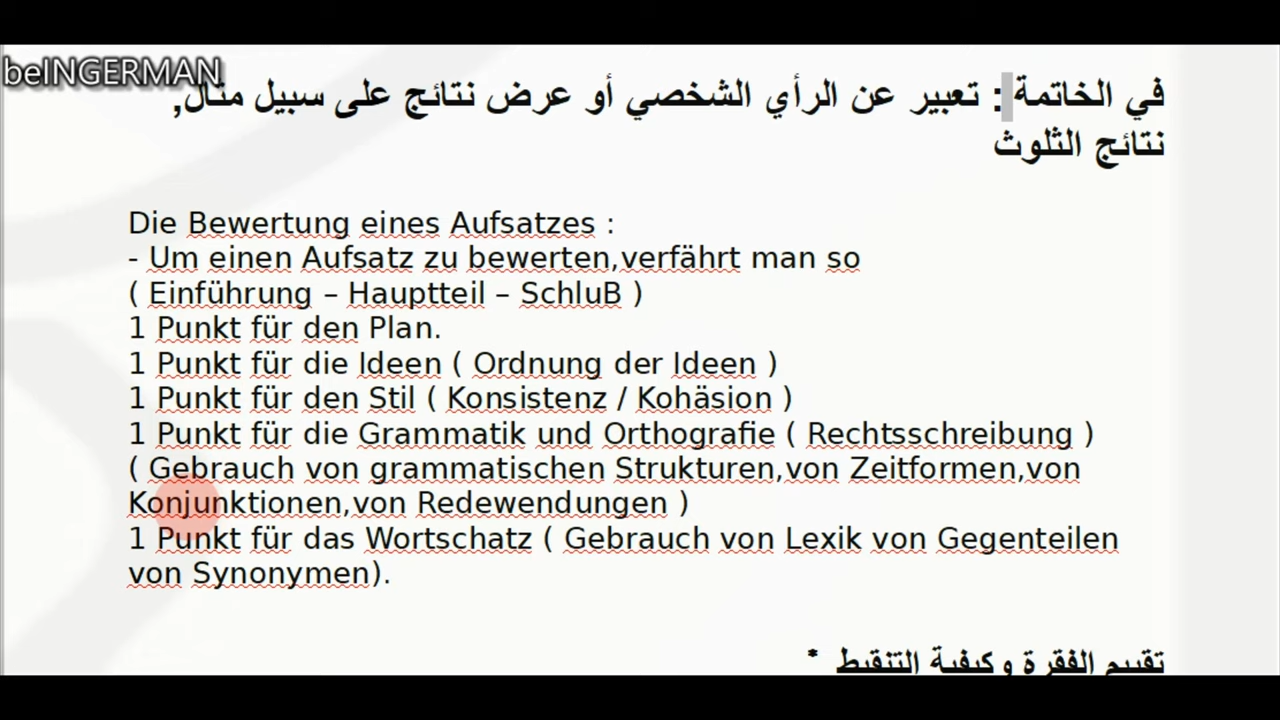 beINGERMAN
في الخاتمة : تعبير عن الرأي الشخصي أو عرض نتائج على سبيل مثال,
نتائج الثلوث
Die Bewertung eines Aufsatzes :
- Um einen Aufsatz zu bewerten,verfährt man so
( Einführung – Hauptteil – SchluB )
1 Punkt für den Plan.
1 Punkt für die Ideen ( Ordnung der Ideen )
1 Punkt für den Stil ( Konsistenz / Kohäsion )
1 Punkt für die Grammatik und Orthografie ( Rechtsschreibung )
( Gebrauch von grammatischen Strukturen,von Zeitformen,von
Konjunktionen,von Redewendungen )
1 Punkt für das Wortschatz ( Gebrauch von Lexik von Gegenteilen
von Synonymen).
تقييم الفقرة و كيفية التنقيط *